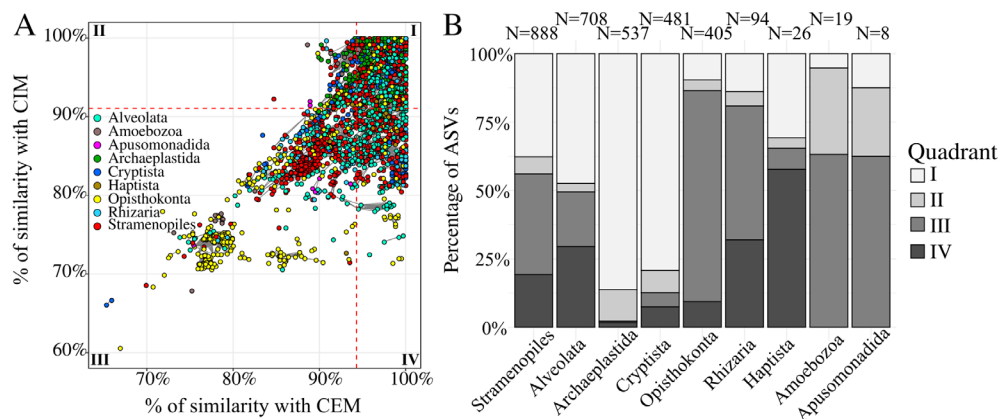 A
II
I
100%
90%
80%
70%
60%
% of similarity with CIM
Alveolata
Amoebozoa
Apusomonadida
Archaeplastida
Cryptista
Haptista
Opisthokonta
Rhizaria
Stramenopiles
III
IV
70%
80%
90%
100%
% of similarity with CEM
B
N=708 N=481 N=94 N=19
N=888 N=537 N=405 N=26 N=8
100%
75%
50%
25%
0%
Percentage of ASVs
Stramenopiles
Alveolata
Archaeplastida
Cryptista
Opisthokonta
Rhizaria
Haptista
Amoebozoa
Apusomonadida
Quadrant
I
II
III
IV